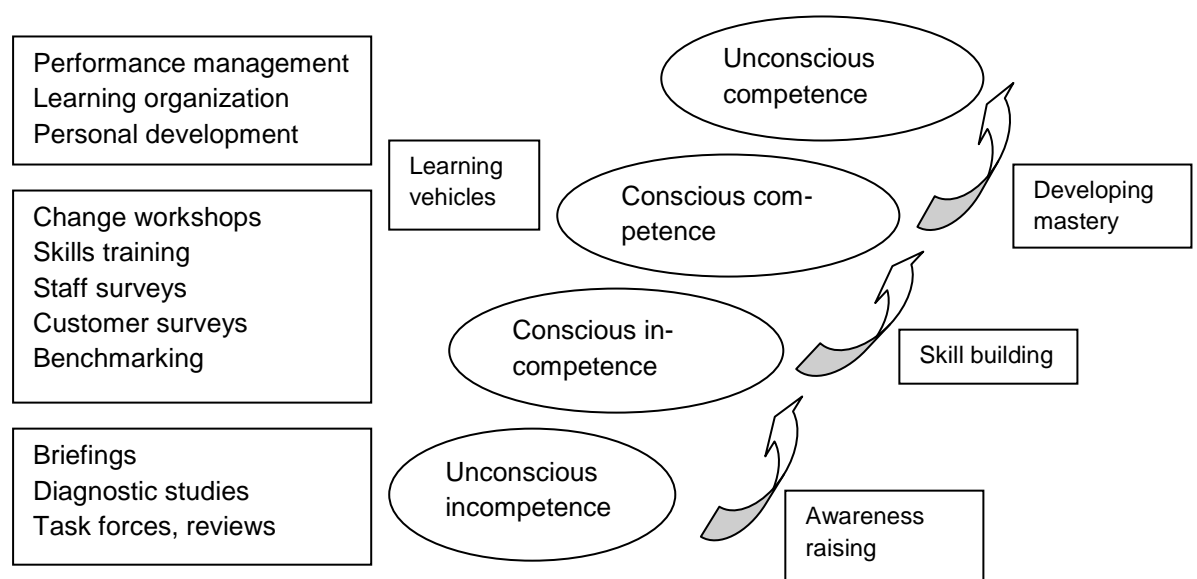 Performance management
Learning organization
Personal development
Change workshops
Skills training
Staff surveys
Customer surveys
Benchmarking
Briefings
Diagnostic studies
Task forces, reviews
Learning
vehicles
Unconscious
competence
Conscious com-
petence
Conscious in-
competence
Unconscious
incompetence
Developing
mastery
Skill building
Awareness
raising